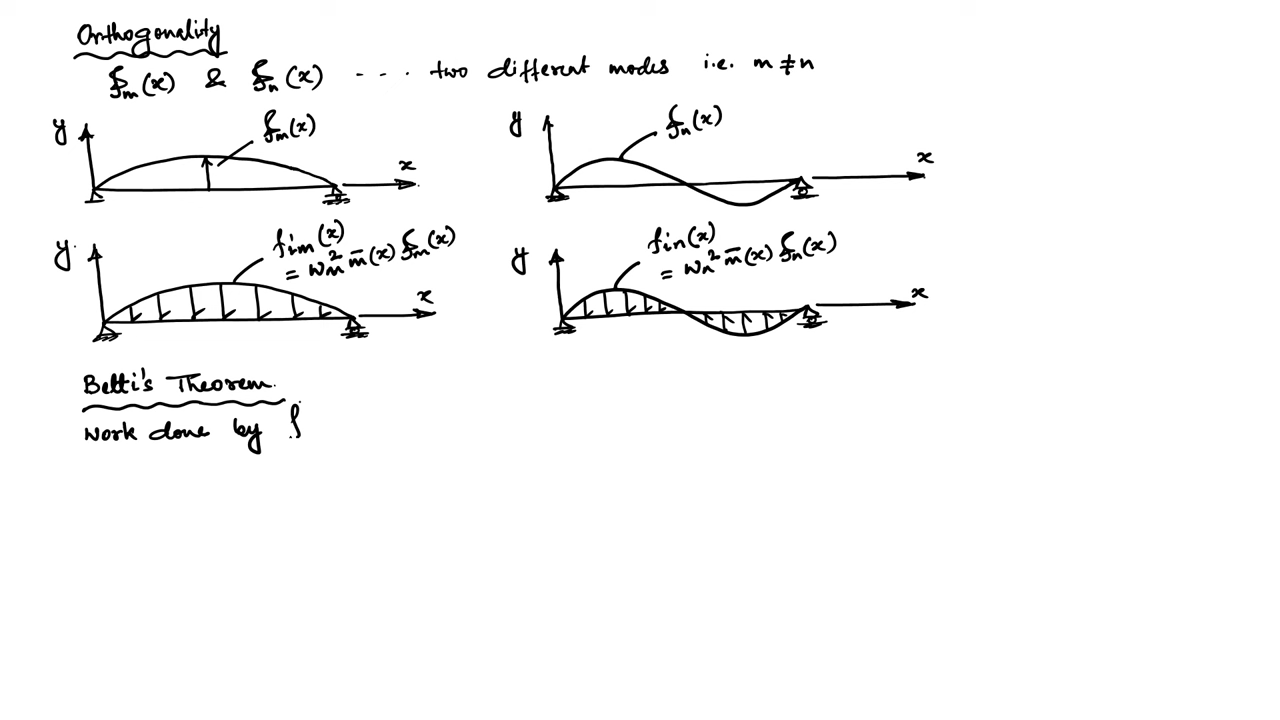 Orthogonality
ϕm(x) & ϕn(x) .... two different modes i.e. m ≠ n
y ϕm(x) x
y ϕn(x) x
y fim(x) x
= ωm² m̄(x) ϕm(x)
y fin(x) x
= ωn² m̄(x) ϕn(x)
Betti's Theorem
Work done by f